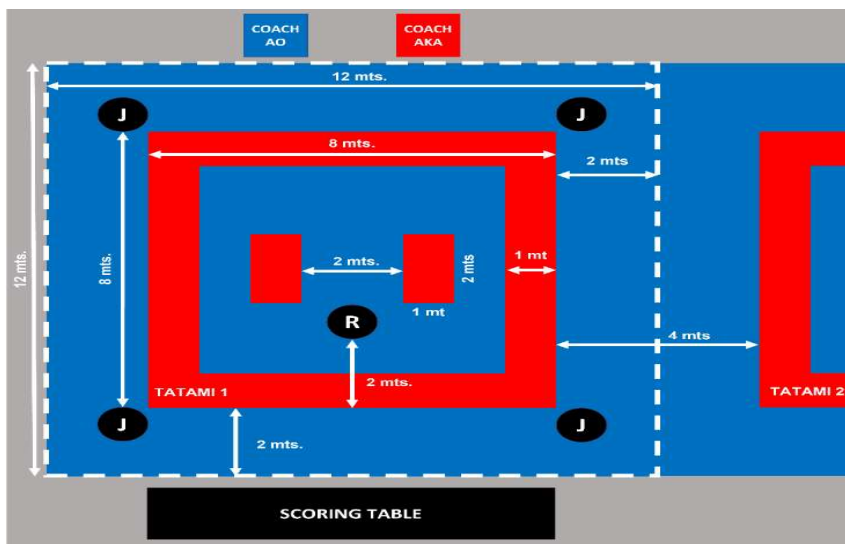 COACH
AO
COACH
AKA
12 mts.
J
J
8 mts.
2 mts
12 mts.
8 mts.
2 mts.
2 mts
1 mt
1 mt
R
4 mts
2 mts.
TATAMI 1
TATAMI 2
J
J
2 mts.
SCORING TABLE